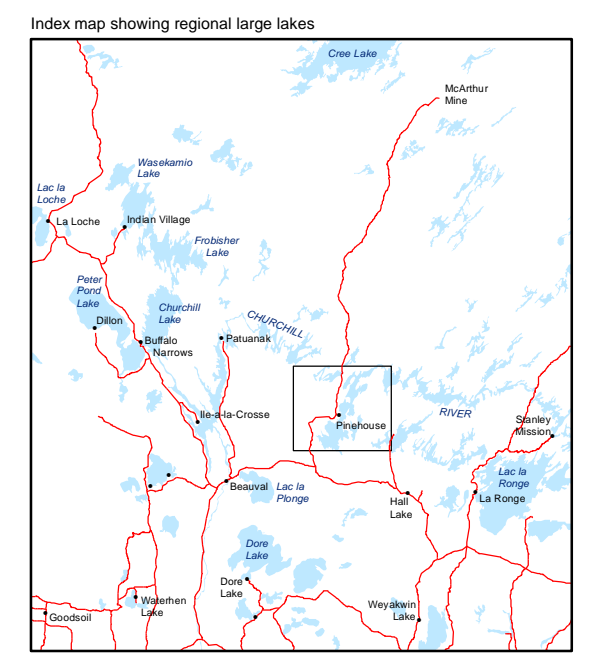 Index map showing regional large lakes
Cree Lake
McArthur
Mine
Wasekamio
Lake
Lac la
Loche
La Loche
Indian Village
Frobisher
Lake
Peter
Pond
Lake
Churchill
Lake
Dillon
CHURCHILL
Buffalo
Narrows
Patuanak
Ile-a-la-Crosse
Pinehouse
RIVER
Stanley
Mission
Lac la
Ronge
Beauval
Lac la
Plonge
La Ronge
Hall
Lake
Dore
Lake
Dore
Lake
Waterhen
Lake
Weyakwin
Lake
Goodsoil